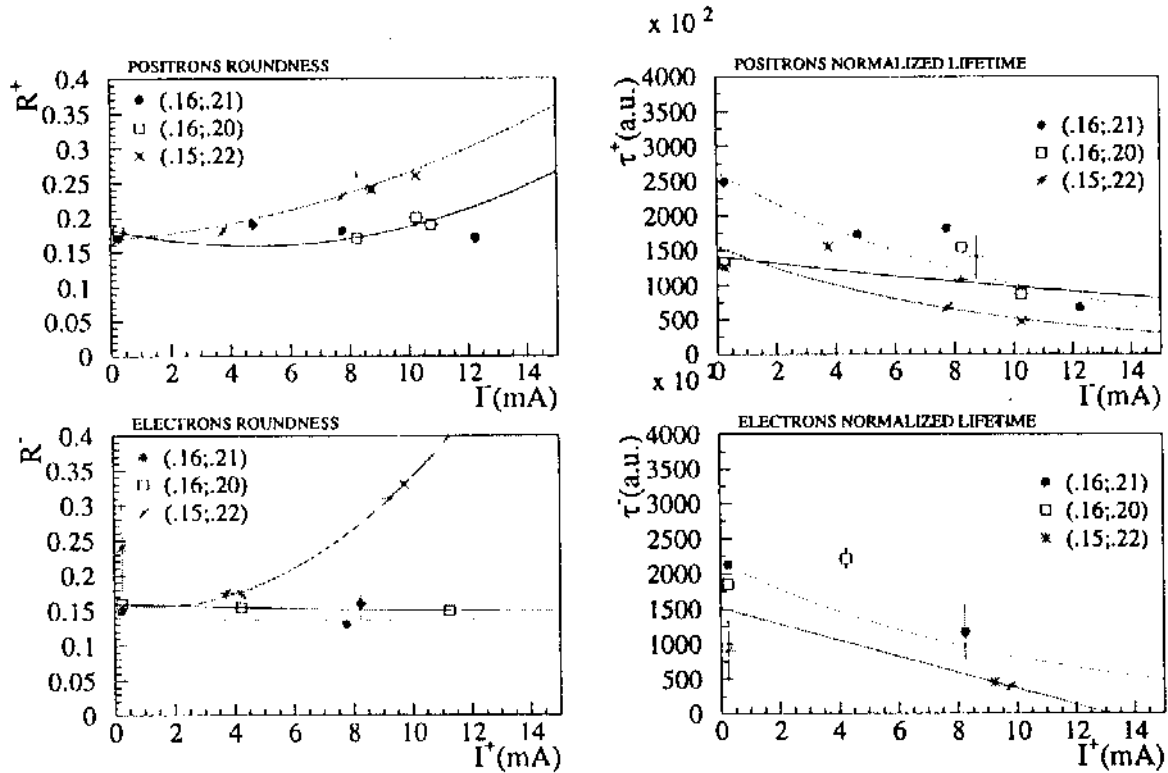 x 10 2
POSITRONS ROUNDNESS
R+
0.4
0.35
0.3
0.25
0.2
0.15
0.1
0.05
0
(.16;.21)
(.16;.20)
(.15;.22)
0 2 4 6 8 10 12 14
I-(mA)
POSITRONS NORMALIZED LIFETIME
τ+(a.u.)
4000
3500
3000
2500
2000
1500
1000
500
0
(.16;.21)
(.16;.20)
(.15;.22)
0 2 4 6 8 10 12 14
I-(mA)
ELECTRONS ROUNDNESS
R-
0.4
0.35
0.3
0.25
0.2
0.15
0.1
0.05
0
(.16;.21)
(.16;.20)
(.15;.22)
0 2 4 6 8 10 12 14
I+(mA)
x 10 2
ELECTRONS NORMALIZED LIFETIME
τ-(a.u.)
4000
3500
3000
2500
2000
1500
1000
500
0
(.16;.21)
(.16;.20)
(.15;.22)
0 2 4 6 8 10 12 14
I+(mA)